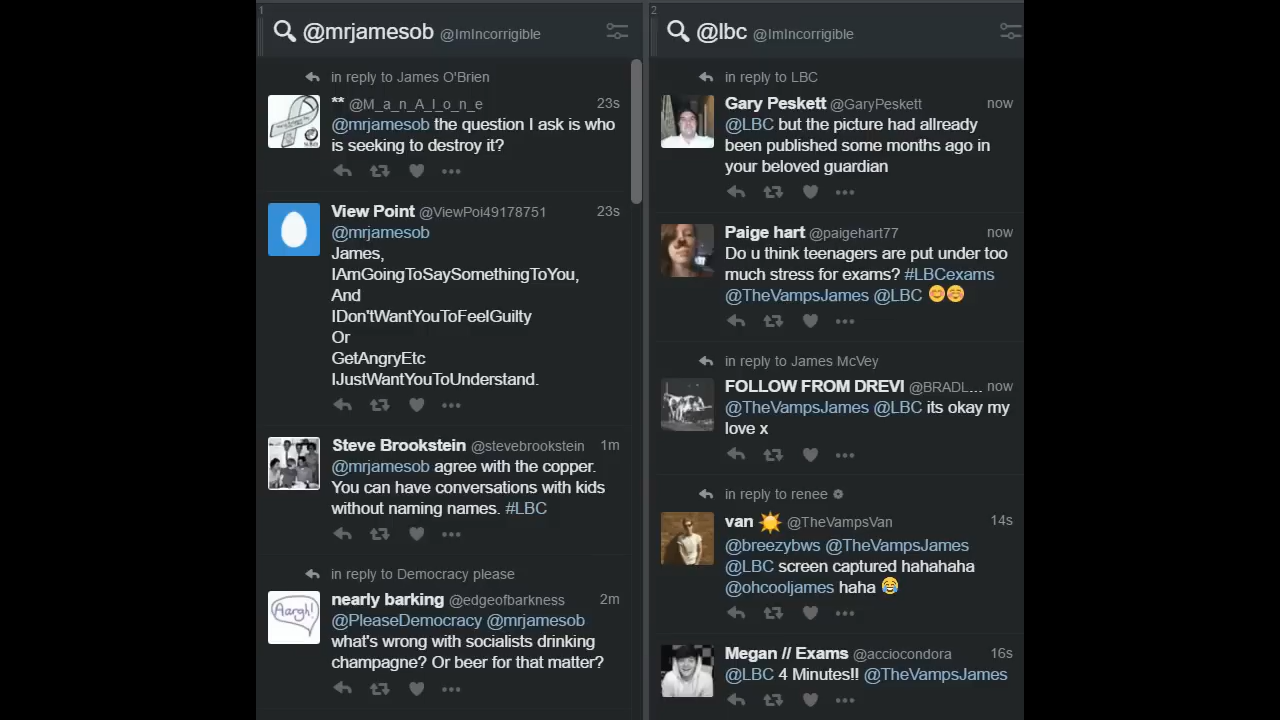 1
@mrjamesob @ImIncorrigible
in reply to James O'Brien
** @M_a_n_A_l_o_n_e 23s
@mrjamesob the question I ask is who
is seeking to destroy it?
View Point @ViewPoi49178751 23s
@mrjamesob
James,
IAmGoingToSaySomethingToYou,
And
IDon'tWantYouToFeelGuilty
Or
GetAngryEtc
IJustWantYouToUnderstand.
Steve Brookstein @stevebrookstein 1m
@mrjamesob agree with the copper.
You can have conversations with kids
without naming names. #LBC
in reply to Democracy please
Aargh!
nearly barking @edgeofbarkness 2m
@PleaseDemocracy @mrjamesob
what's wrong with socialists drinking
champagne? Or beer for that matter?
2
@lbc @ImIncorrigible
in reply to LBC
Gary Peskett @GaryPeskett now
@LBC but the picture had allready
been published some months ago in
your beloved guardian
Paige hart @paigehart77 now
Do u think teenagers are put under too
much stress for exams? #LBCexams
@TheVampsJames @LBC 😊☺️
in reply to James McVey
FOLLOW FROM DREVI @BRADL... now
@TheVampsJames @LBC its okay my
love x
in reply to renee ❁
van ☀️ @TheVampsVan 14s
@breezybws @TheVampsJames
@LBC screen captured hahahaha
@ohcooljames haha 😂
Megan // Exams @acciocondora 16s
@LBC 4 Minutes!! @TheVampsJames